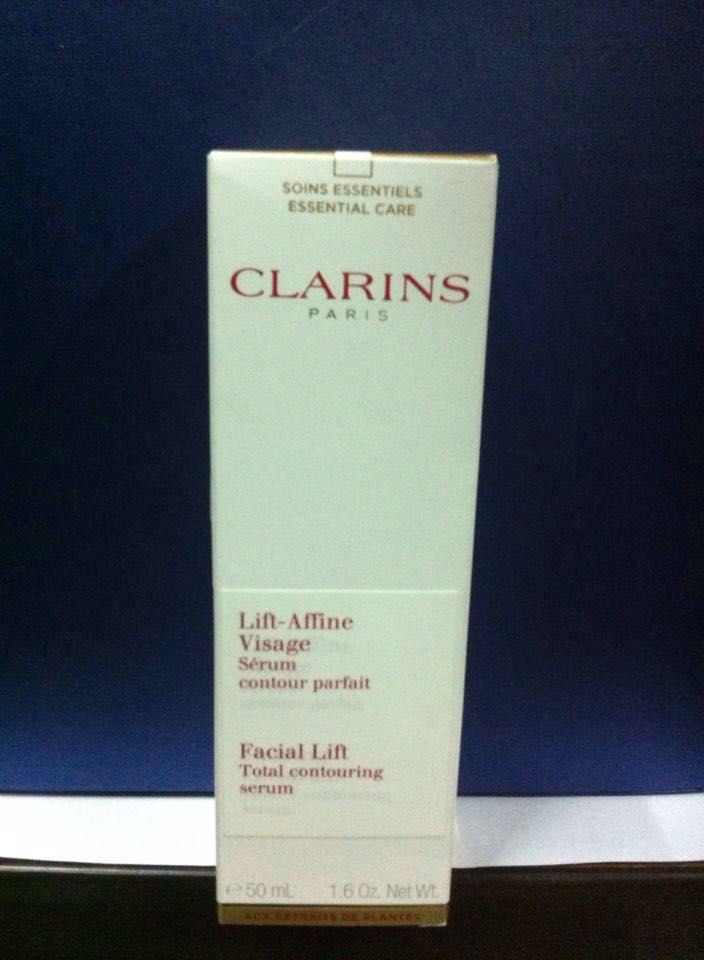 SOINS ESSENTIELS
ESSENTIAL CARE
CLARINS
PARIS
Lift-Affine
Visage
Sérum
contour parfait
Facial Lift
Total contouring
serum
℮ 50 mL 1.6 Oz. Net Wt.
AUX EXTRAITS DE PLANTES